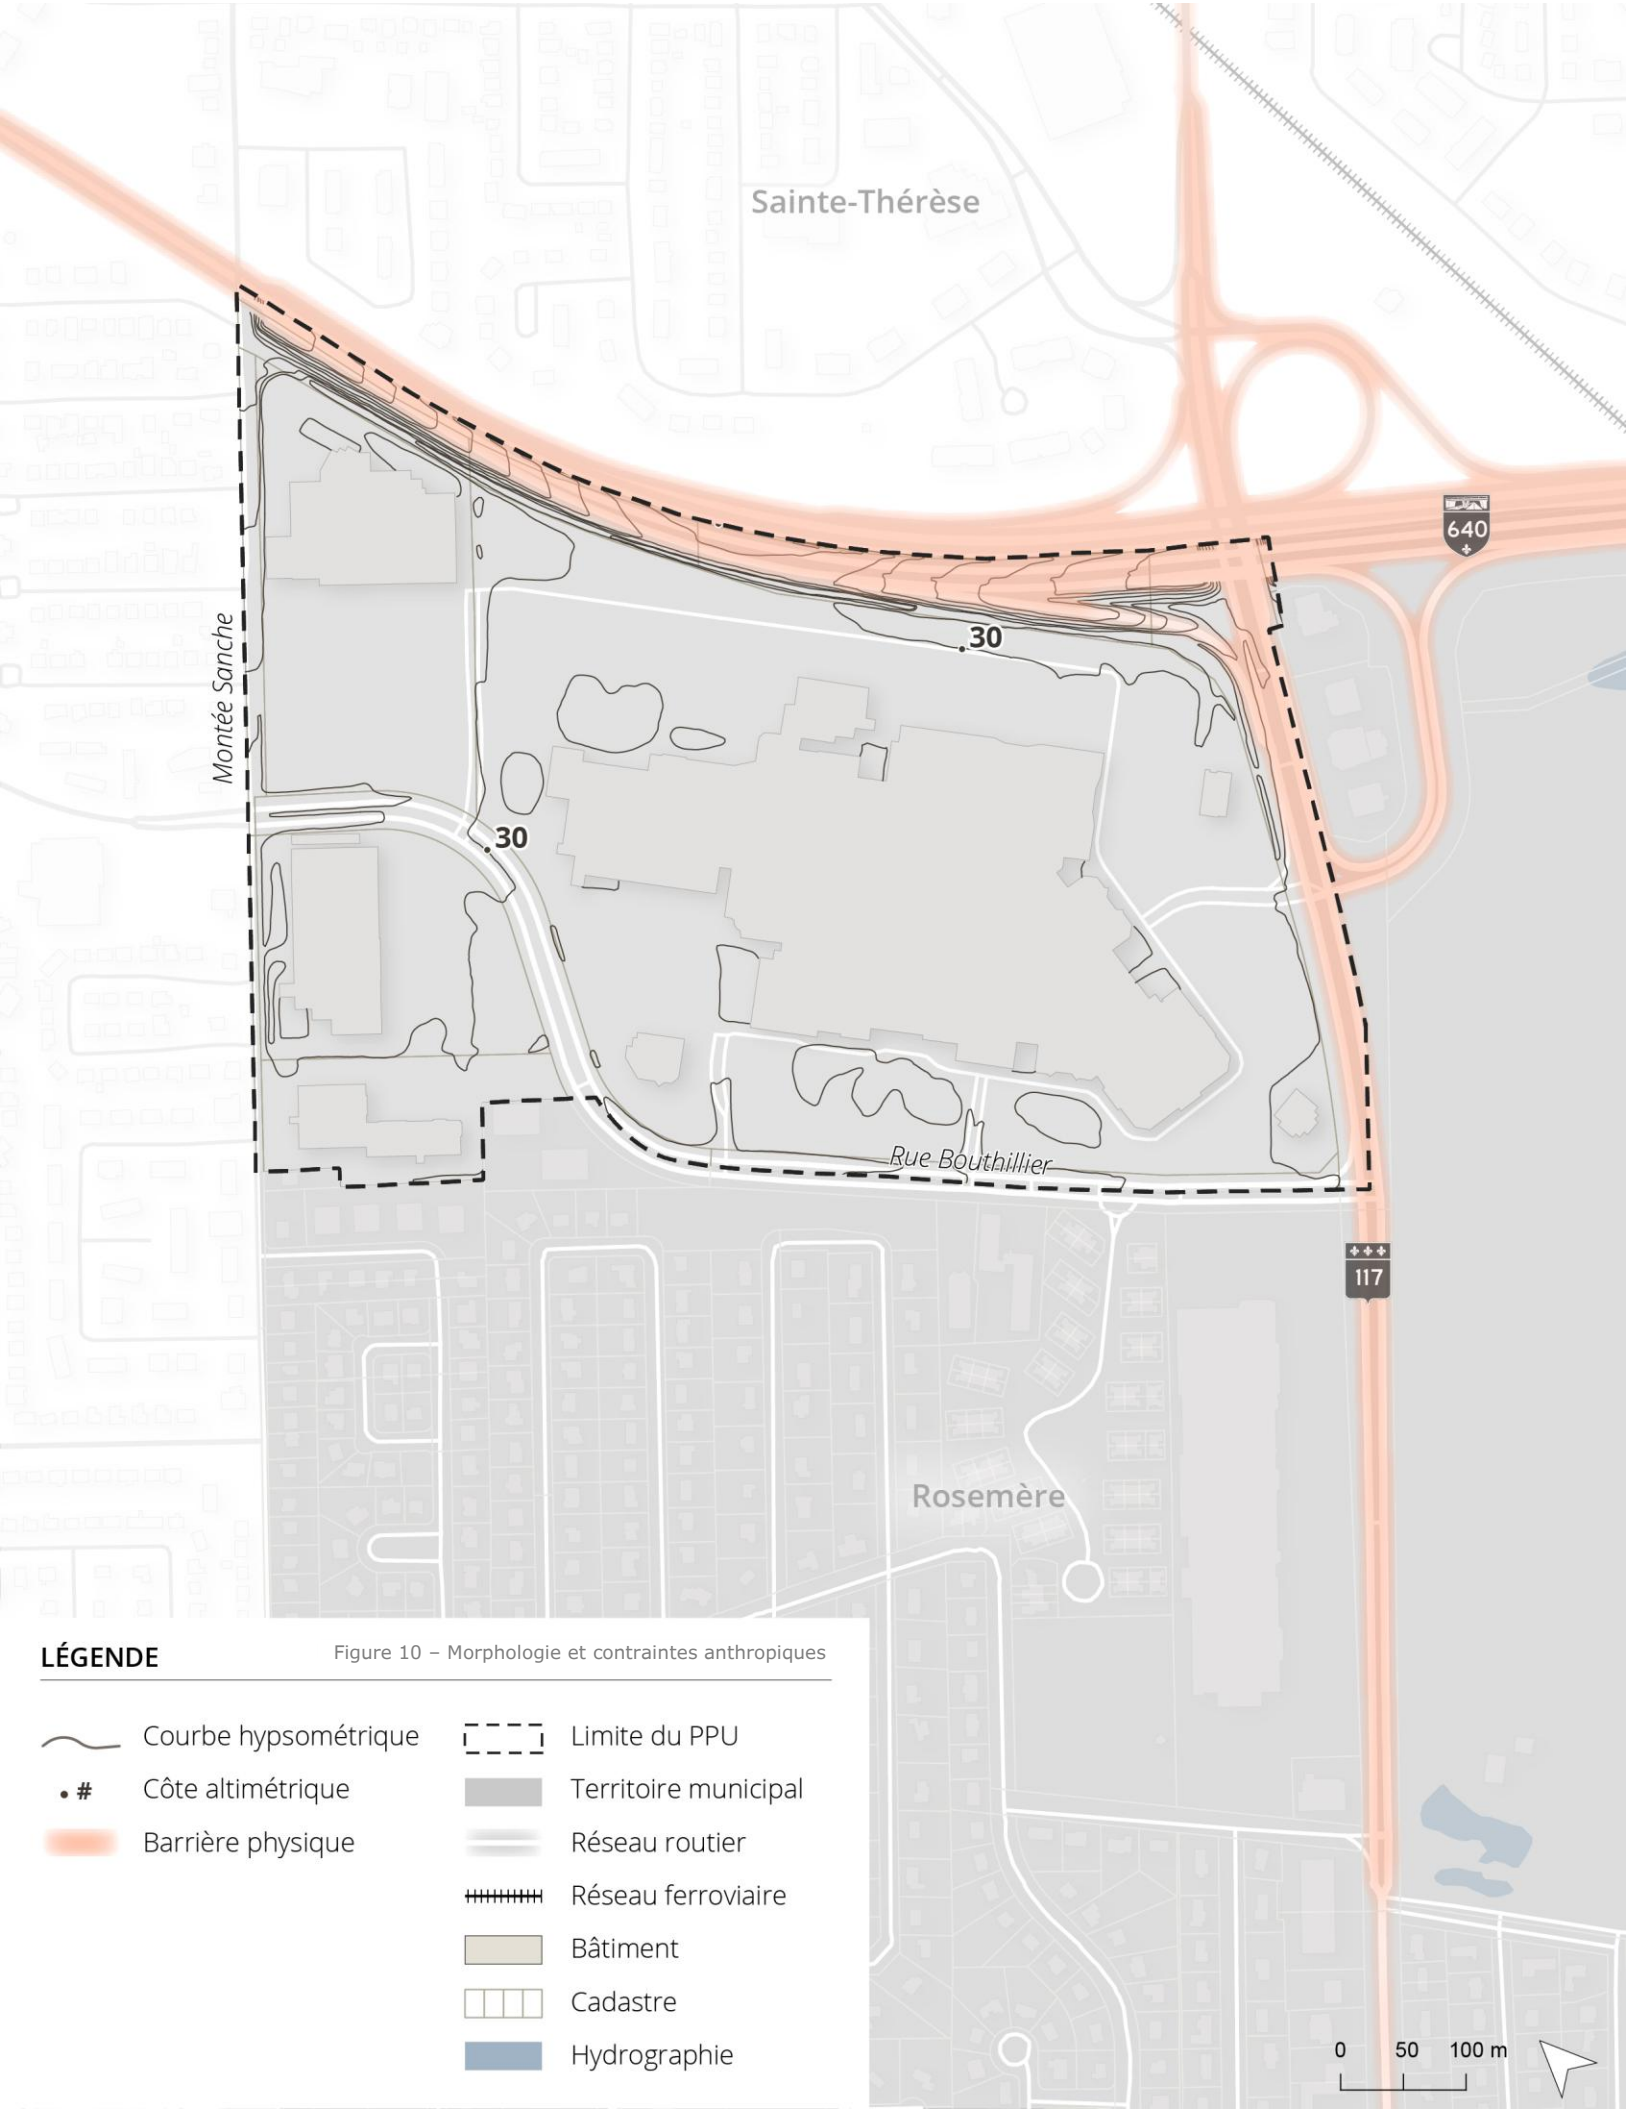 Sainte-Thérèse
640
30
Montée Sanche
30
Rue Bouthillier
117
Rosemère
LÉGENDE
Figure 10 – Morphologie et contraintes anthropiques
Courbe hypsométrique
• # Côte altimétrique
Barrière physique
Limite du PPU
Territoire municipal
Réseau routier
Réseau ferroviaire
Bâtiment
Cadastre
Hydrographie
0 50 100 m